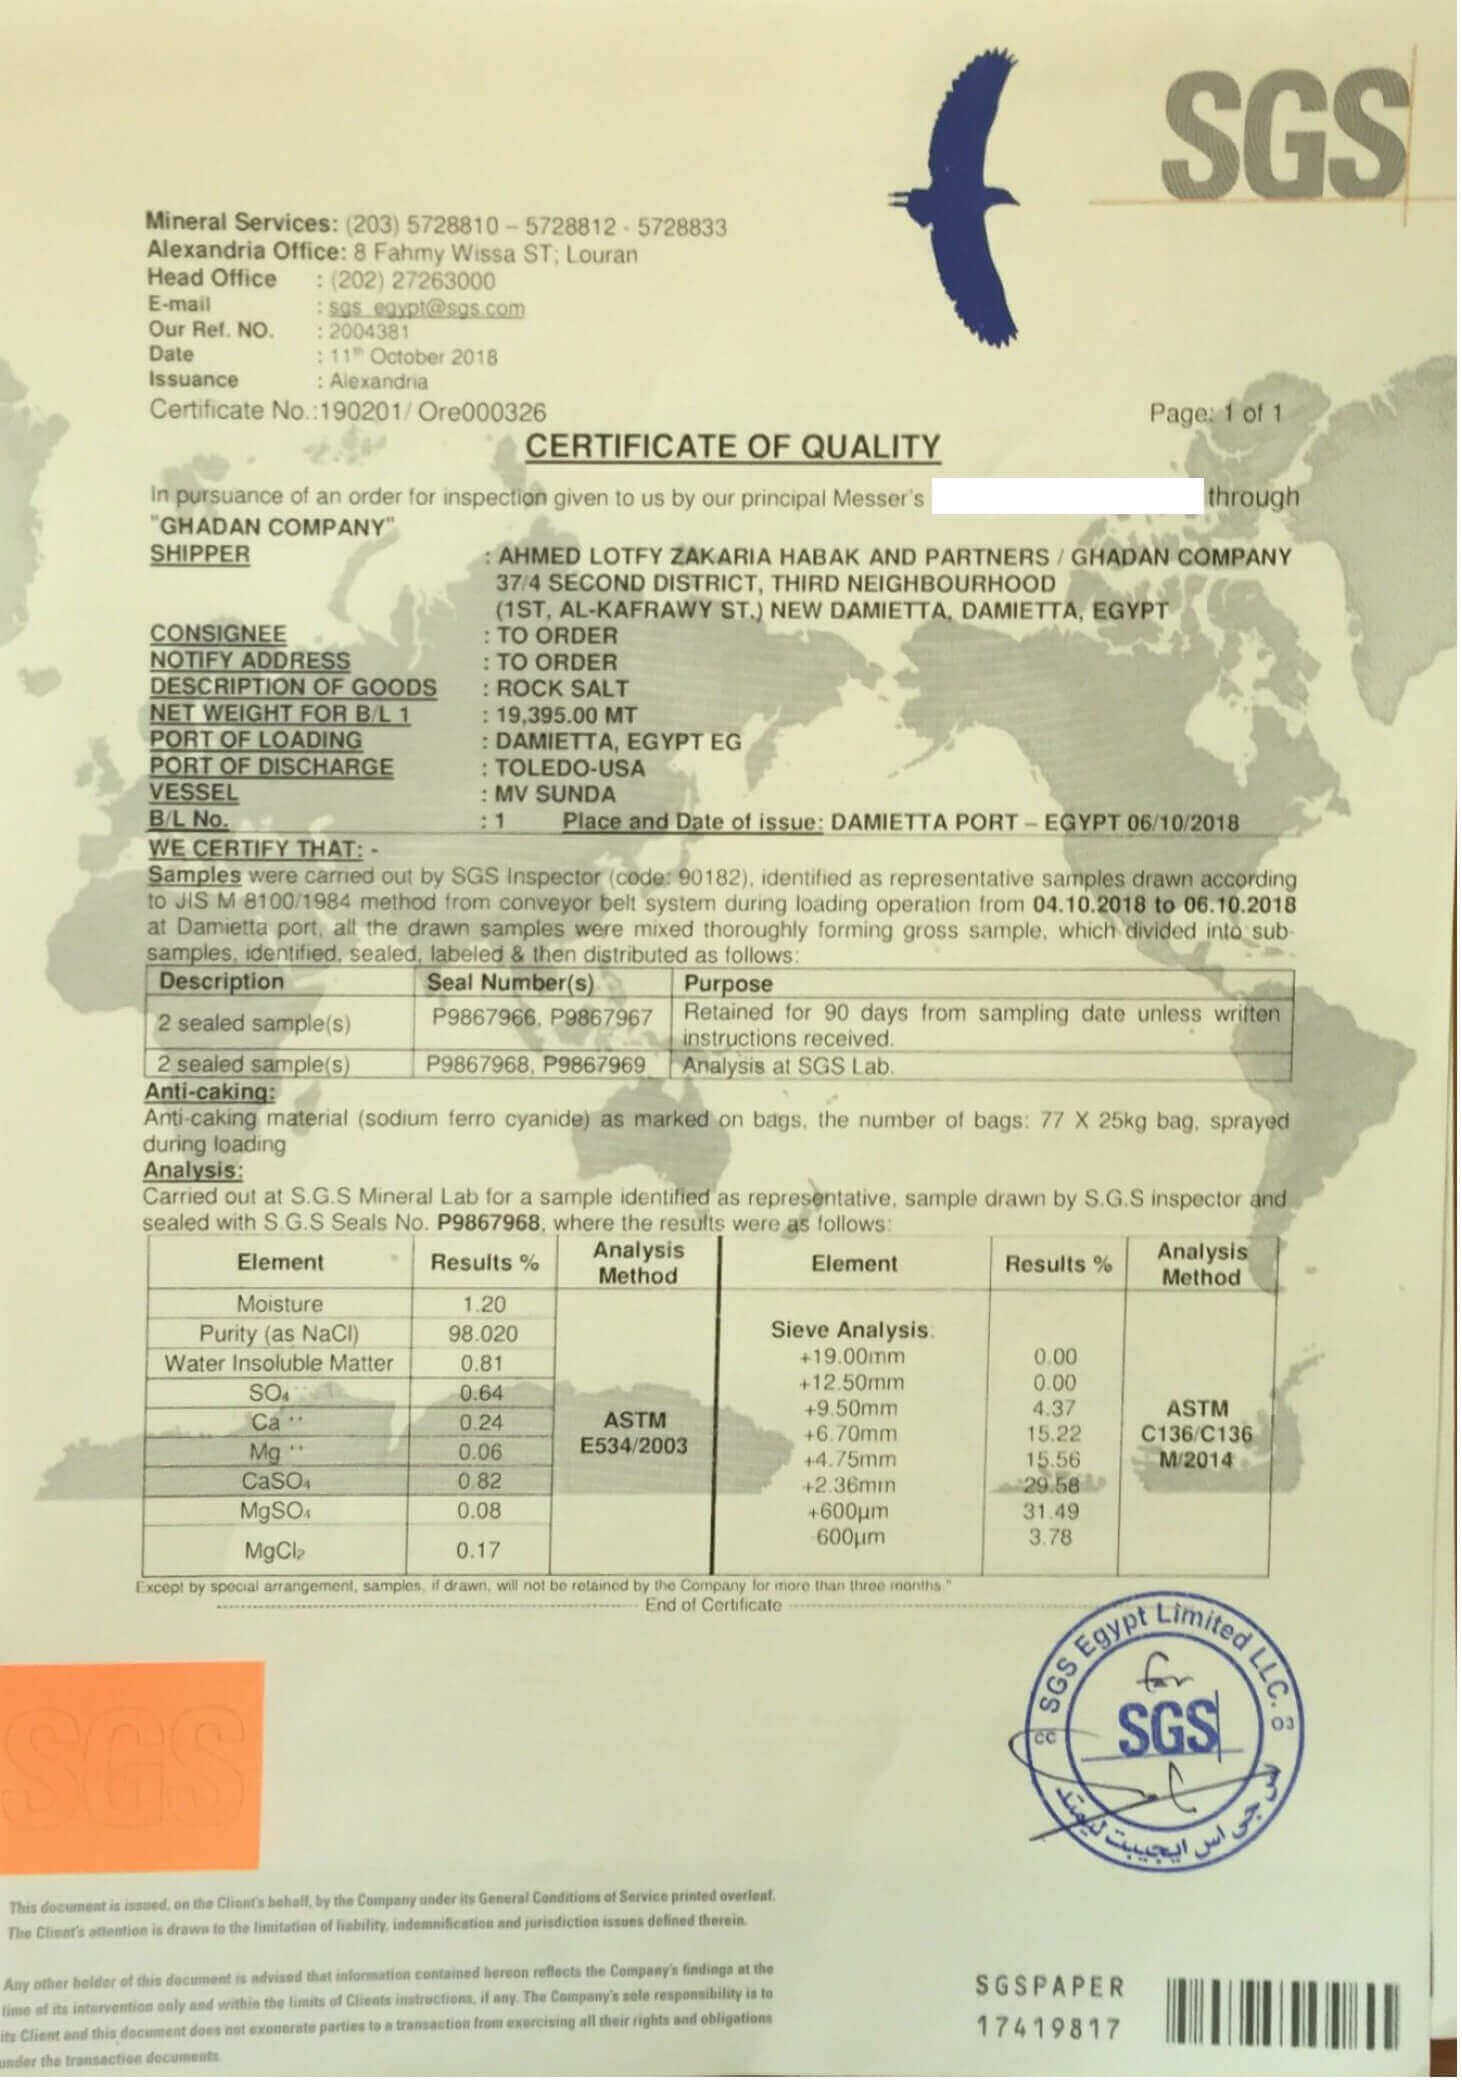 SGS
Mineral Services: (203) 5728810 – 5728812 - 5728833
Alexandria Office: 8 Fahmy Wissa ST; Louran
Head Office : (202) 27263000
E-mail : sgs_egypt@sgs.com
Our Ref. NO. : 2004381
Date : 11th October 2018
Issuance : Alexandria
Certificate No.:190201/ Ore000326 Page: 1 of 1
CERTIFICATE OF QUALITY
In pursuance of an order for inspection given to us by our principal Messer's through
"GHADAN COMPANY"
SHIPPER : AHMED LOTFY ZAKARIA HABAK AND PARTNERS / GHADAN COMPANY
37/4 SECOND DISTRICT, THIRD NEIGHBOURHOOD
(1ST, AL-KAFRAWY ST.) NEW DAMIETTA, DAMIETTA, EGYPT
CONSIGNEE : TO ORDER
NOTIFY ADDRESS : TO ORDER
DESCRIPTION OF GOODS : ROCK SALT
NET WEIGHT FOR B/L 1 : 19,395.00 MT
PORT OF LOADING : DAMIETTA, EGYPT EG
PORT OF DISCHARGE : TOLEDO-USA
VESSEL : MV SUNDA
B/L No. : 1 Place and Date of issue: DAMIETTA PORT – EGYPT 06/10/2018
WE CERTIFY THAT: -
Samples were carried out by SGS Inspector (code: 90182), identified as representative samples drawn according
to JIS M 8100/1984 method from conveyor belt system during loading operation from 04.10.2018 to 06.10.2018
at Damietta port, all the drawn samples were mixed thoroughly forming gross sample, which divided into sub-
samples, identified, sealed, labeled & then distributed as follows:
Description Seal Number(s) Purpose
2 sealed sample(s) P9867966, P9867967 Retained for 90 days from sampling date unless written
instructions received.
2 sealed sample(s) P9867968, P9867969 Analysis at SGS Lab.
Anti-caking:
Anti-caking material (sodium ferro cyanide) as marked on bags, the number of bags: 77 X 25kg bag, sprayed
during loading
Analysis:
Carried out at S.G.S Mineral Lab for a sample identified as representative, sample drawn by S.G.S inspector and
sealed with S.G.S Seals No. P9867968, where the results were as follows:
Element Results % Analysis Method Element Results % Analysis Method
Moisture 1.20
Purity (as NaCl) 98.020
Water Insoluble Matter 0.81
SO₄⁻⁻ 0.64
Ca⁺⁺ 0.24
Mg⁺⁺ 0.06
CaSO₄ 0.82
MgSO₄ 0.08
MgCl₂ 0.17
ASTM
E534/2003
Sieve Analysis:
+19.00mm 0.00
+12.50mm 0.00
+9.50mm 4.37
+6.70mm 15.22
+4.75mm 15.56
+2.36mm 29.58
+600µm 31.49
-600µm 3.78
ASTM
C136/C136
M/2014
Except by special arrangement, samples, if drawn, will not be retained by the Company for more than three months "
End of Certificate
SGS Egypt Limited LLC.
for
SGS
CC
03
اس جى اس ايجيبت ليمتد
SGS
This document is issued, on the Client's behalf, by the Company under its General Conditions of Service printed overleaf.
The Client's attention is drawn to the limitation of liability, indemnification and jurisdiction issues defined therein.
Any other holder of this document is advised that information contained hereon reflects the Company's findings at the
time of its intervention only and within the limits of Clients instructions, if any. The Company's sole responsibility is to
its Client and this document does not exonerate parties to a transaction from exercising all their rights and obligations
under the transaction documents.
SGSPAPER
17419817